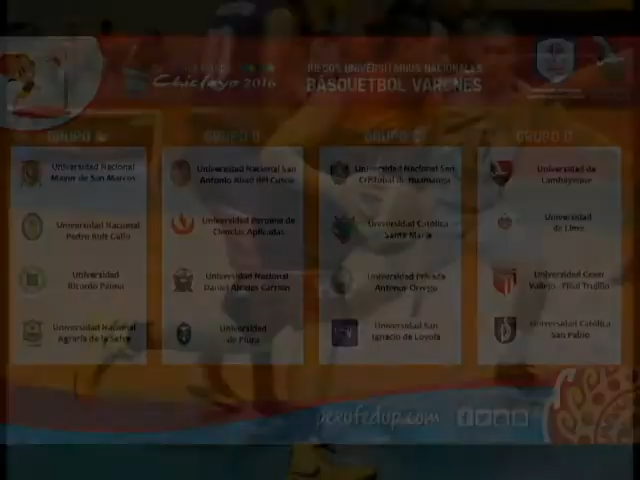 Chiclayo 2016
JUEGOS UNIVERSITARIOS NACIONALES
BASQUETBOL VARONES
GRUPO
Universidad Nacional
Mayor de San Marcos
Universidad Nacional
Pedro Ruiz Gallo
Universidad
Ricardo Palma
Universidad Nacional
Agraria de la Selva
GRUPO
Universidad Nacional San
Antonio Abad del Cusco
Universidad Peruana de
Ciencias Aplicadas
Universidad Nacional
Daniel Alcides Carrión
Universidad
de Piura
GRUPO
Universidad Nacional San
Cristobal de Huamanga
Universidad Católica
Santa María
Universidad Privada
Antenor Orrego
Universidad San
Ignacio de Loyola
GRUPO
Universidad de
Lambayeque
Universidad
de Lima
Universidad Cesar
Vallejo - Filial Trujillo
Universidad Católica
San Pablo
perufedup.com